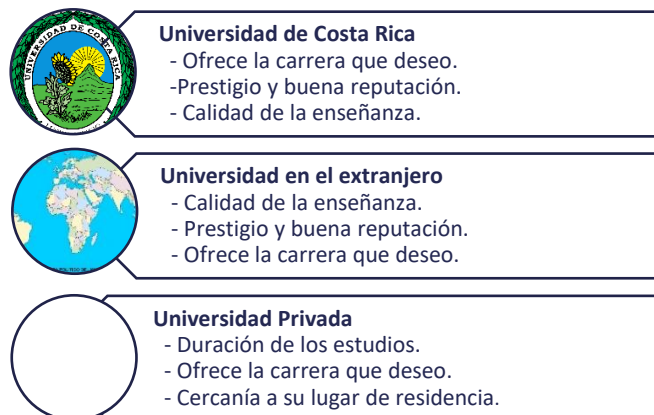 UNIVERSIDAD DE COSTA RICA
Universidad de Costa Rica
- Ofrece la carrera que deseo.
-Prestigio y buena reputación.
- Calidad de la enseñanza.
Universidad en el extranjero
- Calidad de la enseñanza.
- Prestigio y buena reputación.
- Ofrece la carrera que deseo.
Universidad Privada
- Duración de los estudios.
- Ofrece la carrera que deseo.
- Cercanía a su lugar de residencia.